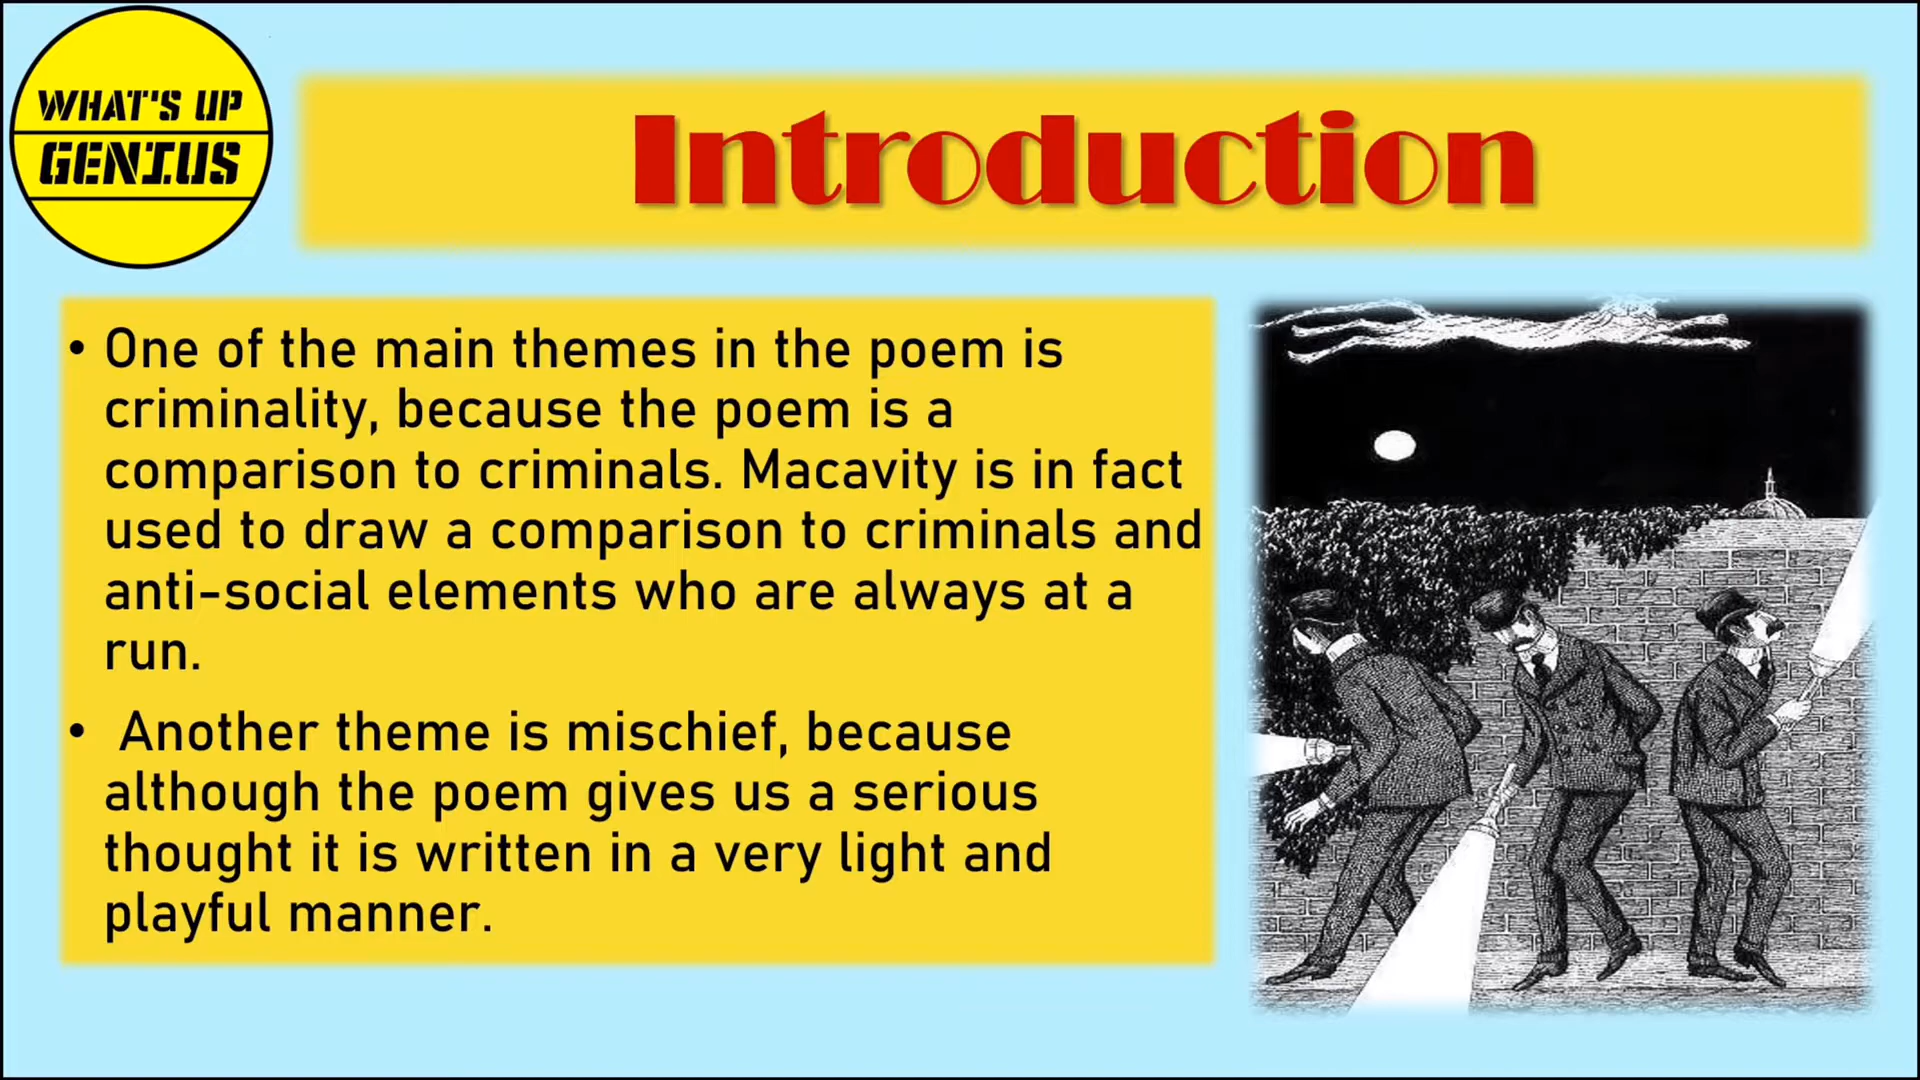 WHAT'S UP
GENIUS
Introduction
• One of the main themes in the poem is
criminality, because the poem is a
comparison to criminals. Macavity is in fact
used to draw a comparison to criminals and
anti-social elements who are always at a
run.
• Another theme is mischief, because
although the poem gives us a serious
thought it is written in a very light and
playful manner.